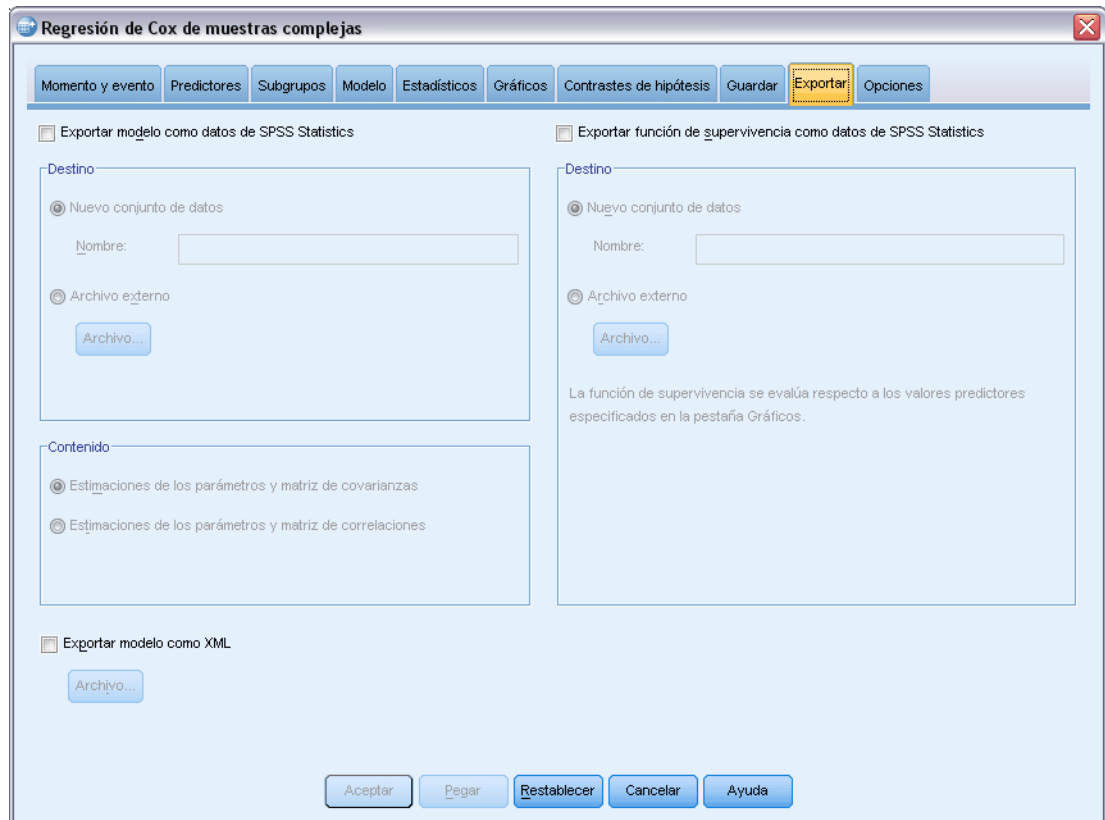 Regresión de Cox de muestras complejas
Momento y evento Predictores Subgrupos Modelo Estadísticos Gráficos Contrastes de hipótesis Guardar Exportar Opciones
Exportar modelo como datos de SPSS Statistics
Destino
Nuevo conjunto de datos
Nombre:
Archivo externo
Archivo...
Contenido
Estimaciones de los parámetros y matriz de covarianzas
Estimaciones de los parámetros y matriz de correlaciones
Exportar modelo como XML
Archivo...
Exportar función de supervivencia como datos de SPSS Statistics
Destino
Nuevo conjunto de datos
Nombre:
Archivo externo
Archivo...
La función de supervivencia se evalúa respecto a los valores predictores
especificados en la pestaña Gráficos.
Aceptar Pegar Restablecer Cancelar Ayuda